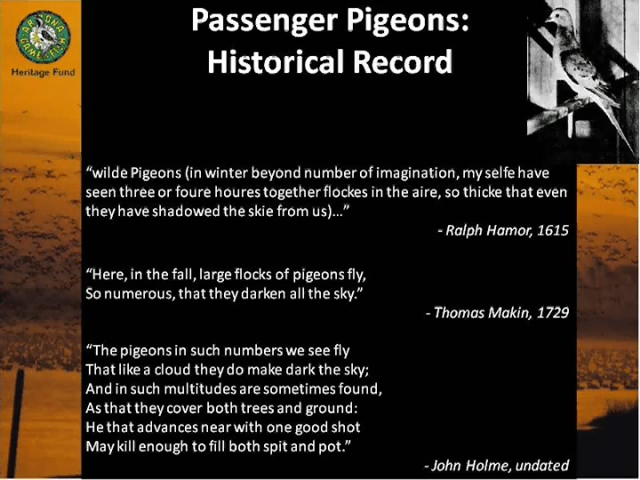 Passenger Pigeons:
Historical Record
ARIZONA
GAME & FISH
Heritage Fund
“wilde Pigeons (in winter beyond number of imagination, my selfe have
seen three or foure houres together flockes in the aire, so thicke that even
they have shadowed the skie from us)…”
- Ralph Hamor, 1615
“Here, in the fall, large flocks of pigeons fly,
So numerous, that they darken all the sky.”
- Thomas Makin, 1729
“The pigeons in such numbers we see fly
That like a cloud they do make dark the sky;
And in such multitudes are sometimes found,
As that they cover both trees and ground:
He that advances near with one good shot
May kill enough to fill both spit and pot.”
- John Holme, undated